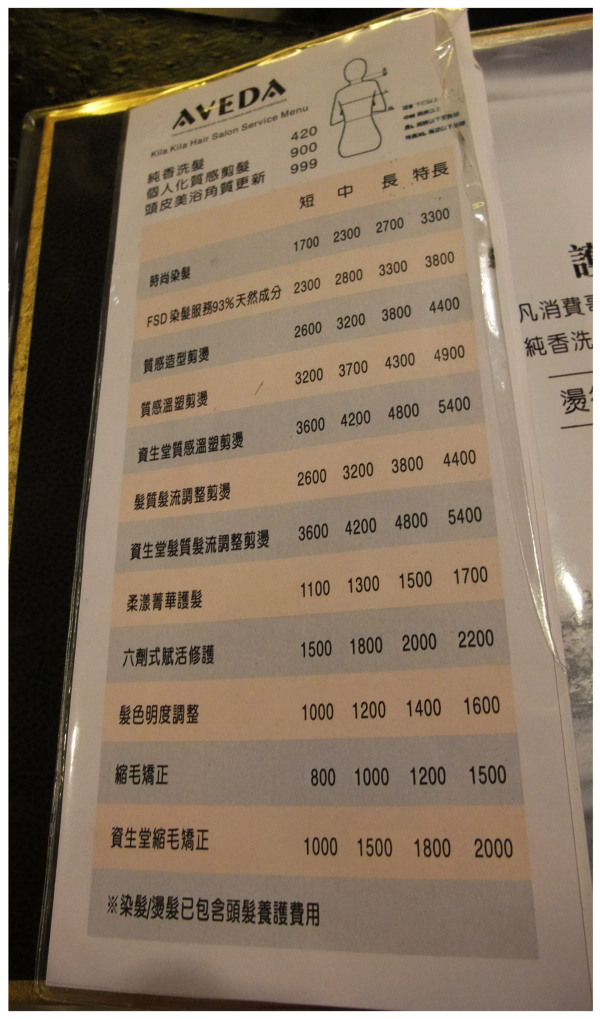 AVEDA
Kila Kila Hair Salon Service Menu
純香洗髮 420
個人化質感剪髮 900
頭皮美浴角質更新 999
短 中 長 特長
時尚染髮 1700 2300 2700 3300
FSD 染髮服務93%天然成分 2300 2800 3300 3800
質感造型剪燙 2600 3200 3800 4400
質感溫塑剪燙 3200 3700 4300 4900
資生堂質感溫塑剪燙 3600 4200 4800 5400
髮質髮流調整剪燙 2600 3200 3800 4400
資生堂髮質髮流調整剪燙 3600 4200 4800 5400
柔漾菁華護髮 1100 1300 1500 1700
六劑式賦活修護 1500 1800 2000 2200
髮色明度調整 1000 1200 1400 1600
縮毛矯正 800 1000 1200 1500
資生堂縮毛矯正 1000 1500 1800 2000
※染髮/燙髮已包含頭髮養護費用
凡消費
純香洗
燙